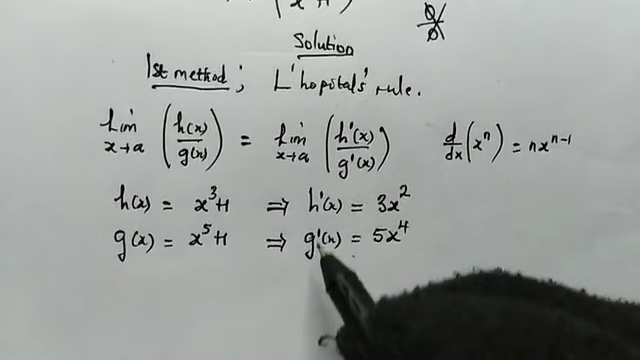 Solution
1st method; L'hopitals' rule.
lim x→a (h(x)/g(x)) = lim x→a (h'(x)/g'(x)) d/dx (x^n) = nx^(n-1)
h(x) = x^3+1 ⇒ h'(x) = 3x^2
g(x) = x^5+1 ⇒ g'(x) = 5x^4